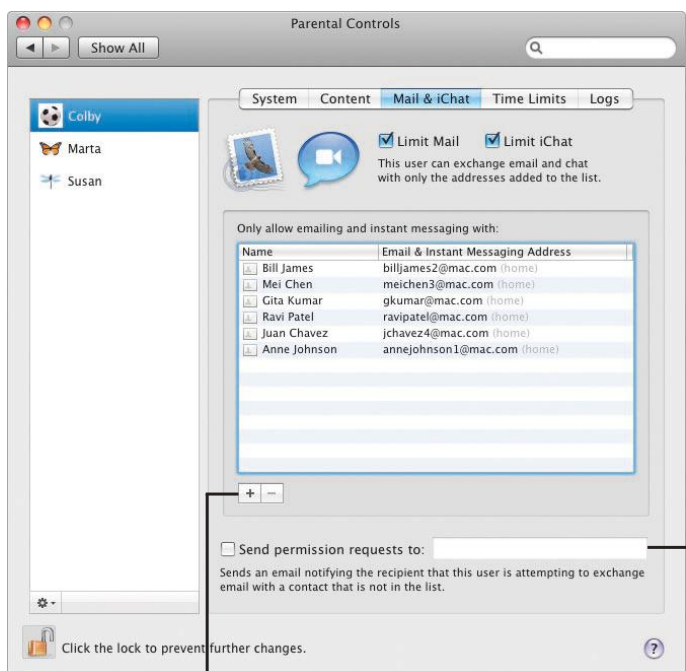 Parental Controls
Show All
System Content Mail & iChat Time Limits Logs
Colby
Marta
Susan
Limit Mail Limit iChat
This user can exchange email and chat
with only the addresses added to the list.
Only allow emailing and instant messaging with:
Name Email & Instant Messaging Address
Bill James billjames2@mac.com (home)
Mei Chen meichen3@mac.com (home)
Gita Kumar gkumar@mac.com (home)
Ravi Patel ravipatel@mac.com (home)
Juan Chavez jchavez4@mac.com (home)
Anne Johnson annejohnson1@mac.com (home)
+ −
Send permission requests to:
Sends an email notifying the recipient that this user is attempting to exchange
email with a contact that is not in the list.
Click the lock to prevent further changes.
?